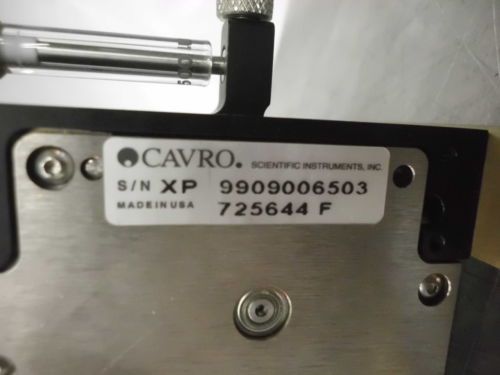 CAVRO. SCIENTIFIC INSTRUMENTS, INC.
S/N XP 9909006503
MADE IN USA 725644 F